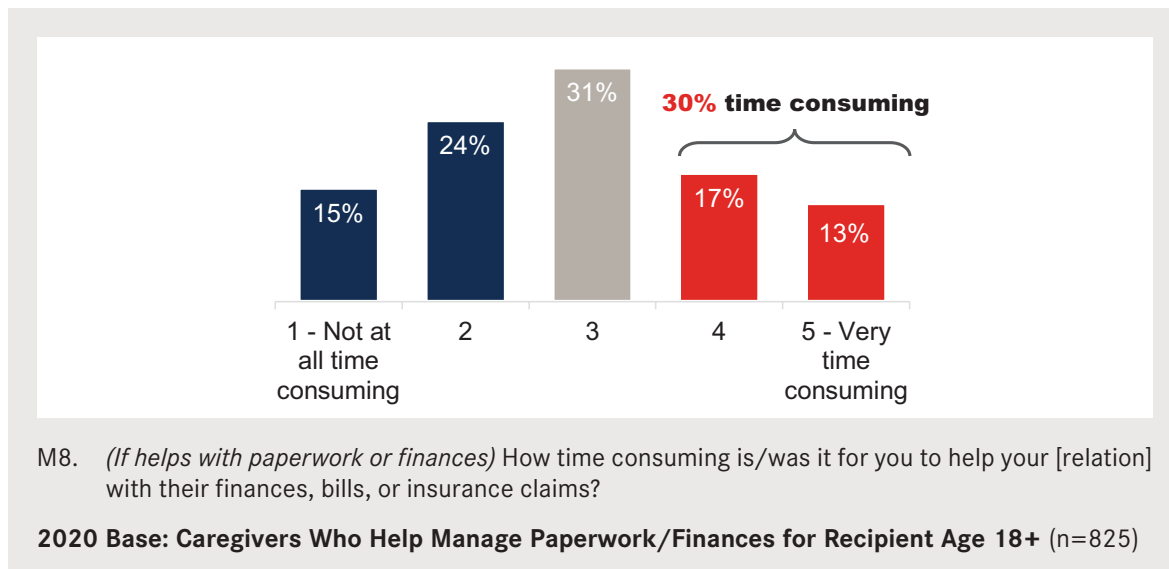 31%
30% time consuming
24%
17%
15%
13%
1 - Not at all time consuming
2
3
4
5 - Very time consuming
M8. (If helps with paperwork or finances) How time consuming is/was it for you to help your [relation]
with their finances, bills, or insurance claims?
2020 Base: Caregivers Who Help Manage Paperwork/Finances for Recipient Age 18+ (n=825)